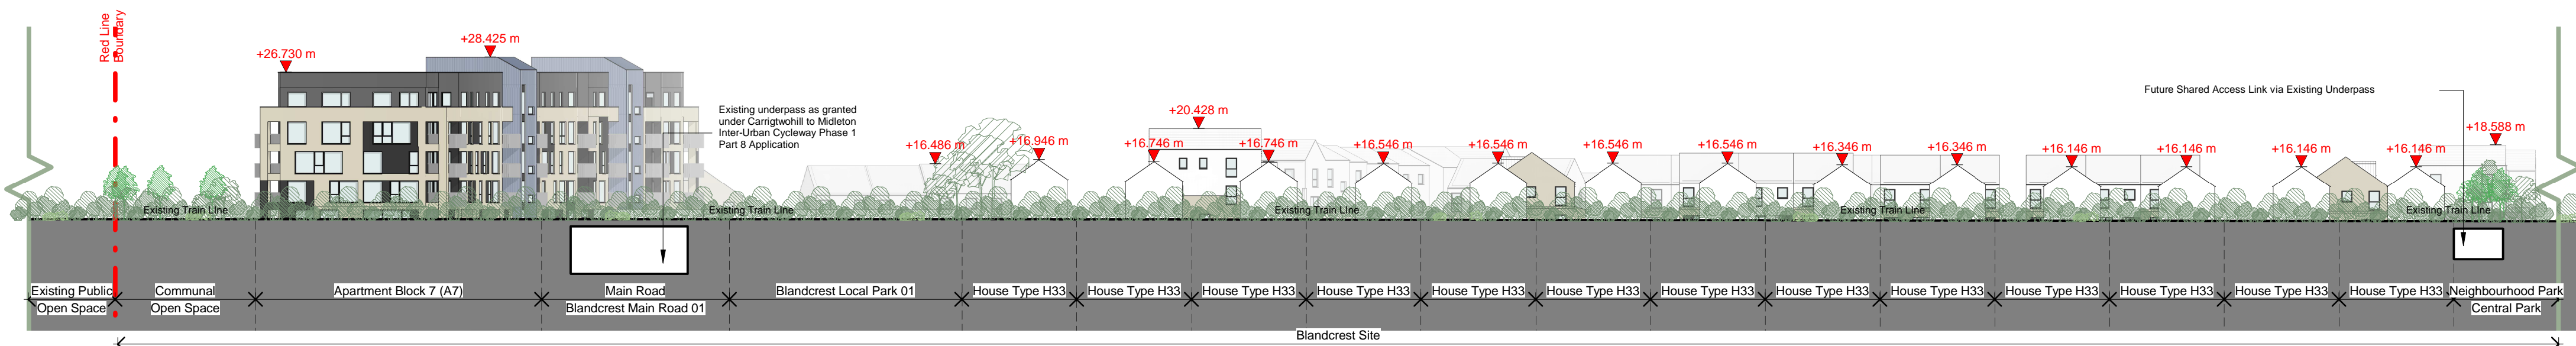 Red Line
Boundary
+26.730 m
+28.425 m
Existing underpass as granted
under Carrigtwohill to Midleton
Inter-Urban Cycleway Phase 1
Part 8 Application
+16.486 m
+16.946 m
+16.746 m
+20.428 m
+16.746 m
+16.546 m
+16.546 m
+16.546 m
+16.546 m
+16.346 m
+16.346 m
+16.146 m
+16.146 m
+16.146 m
+16.146 m
Future Shared Access Link via Existing Underpass
+18.588 m
Existing Train LIne
Existing Train LIne
Existing Train LIne
Existing Train LIne
Existing Train LIne
Existing Public
Open Space
Communal
Open Space
Apartment Block 7 (A7)
Main Road
Blandcrest Main Road 01
Blandcrest Local Park 01
House Type H33
House Type H33
House Type H33
House Type H33
House Type H33
House Type H33
House Type H33
House Type H33
House Type H33
House Type H33
House Type H33
House Type H33
House Type H33
Neighbourhood Park
Central Park
Blandcrest Site